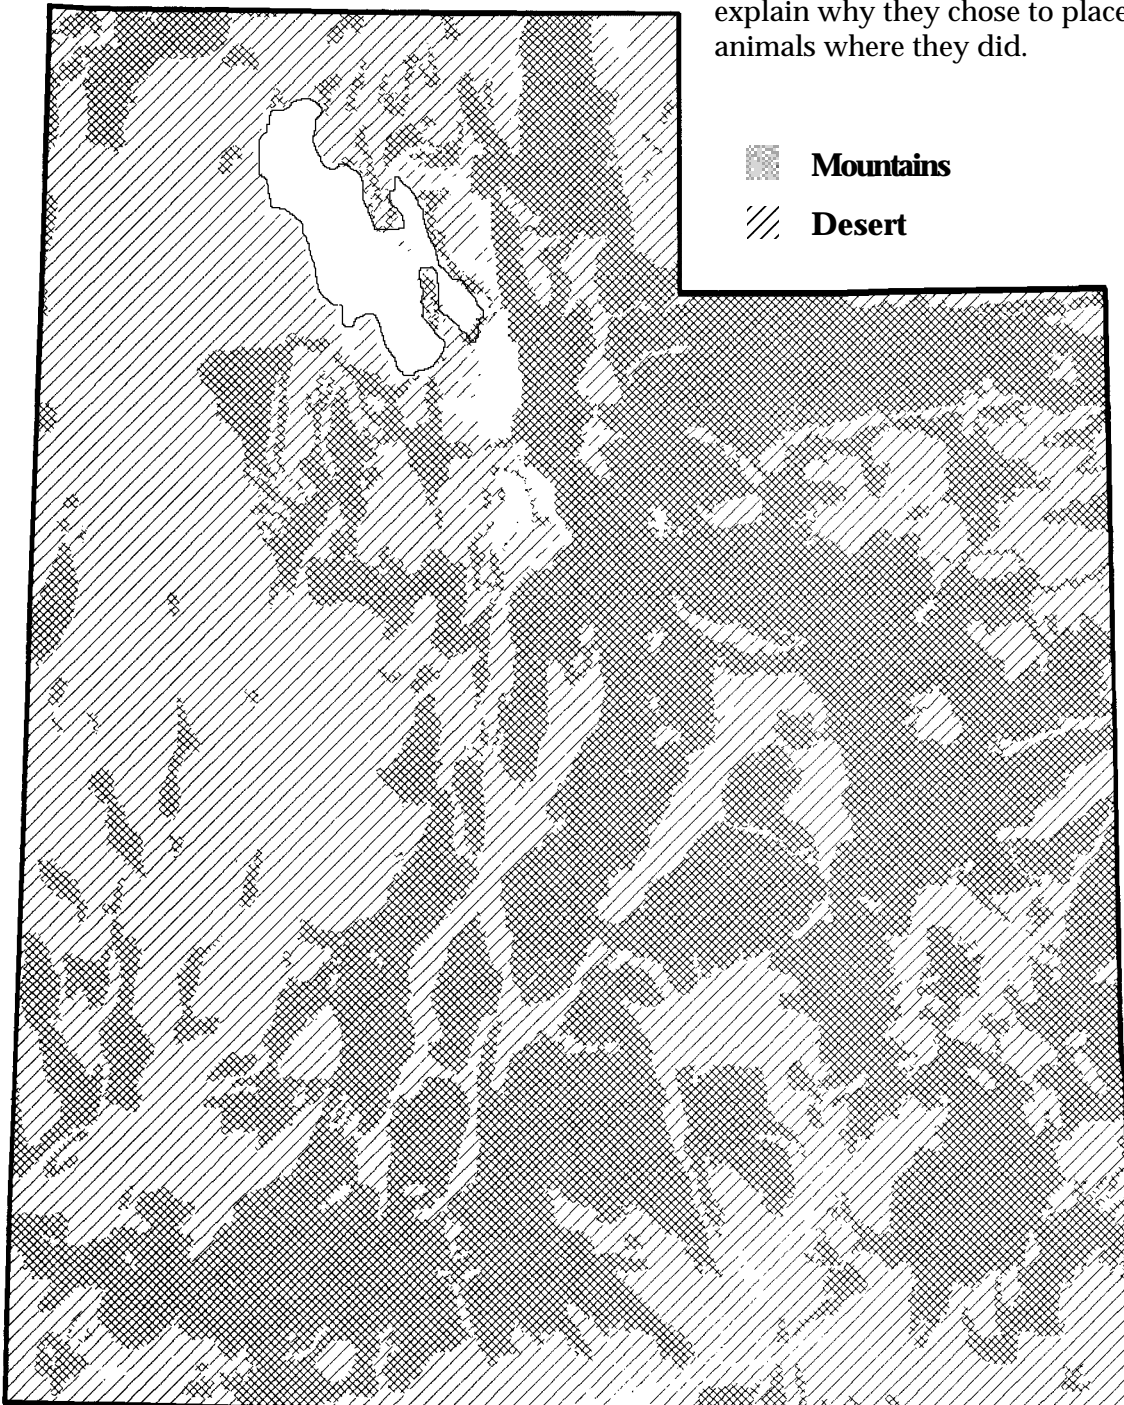 explain why they chose to place
animals where they did.
Mountains
Desert